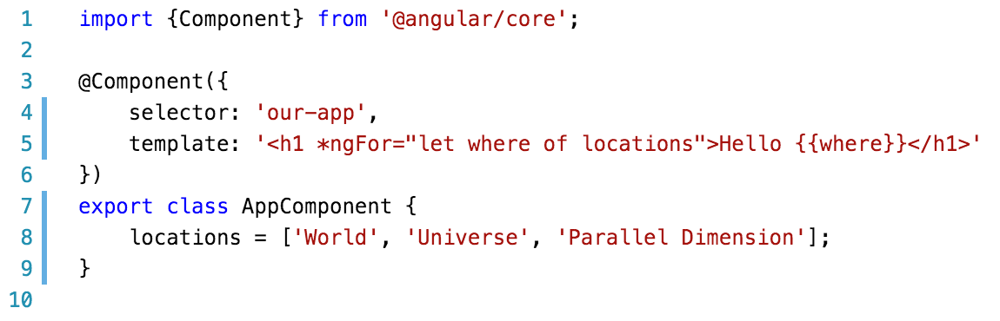 1 import {Component} from '@angular/core';
2
3 @Component({
4     selector: 'our-app',
5     template: '<h1 *ngFor="let where of locations">Hello {{where}}</h1>'
6 })
7 export class AppComponent {
8     locations = ['World', 'Universe', 'Parallel Dimension'];
9 }
10